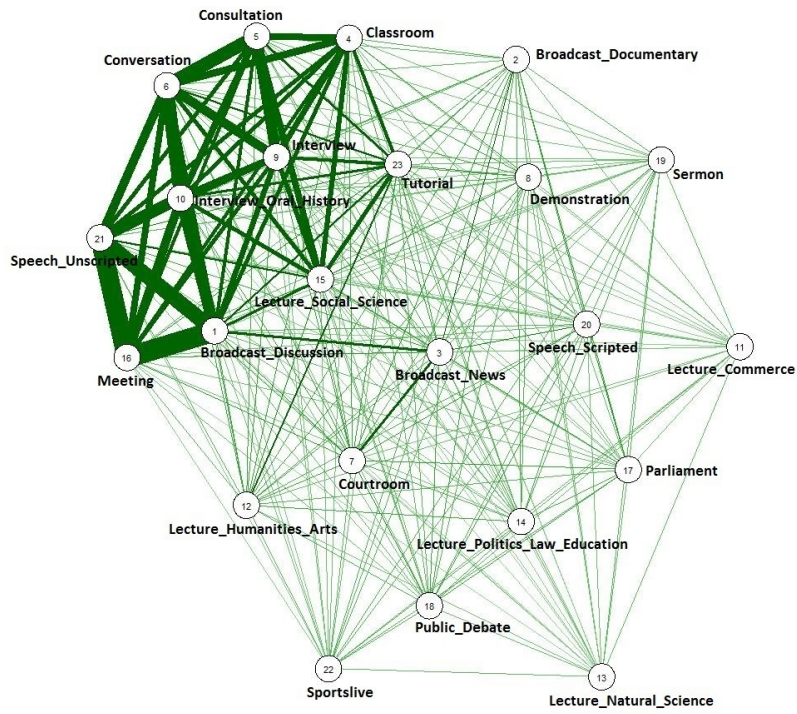 Consultation
5
4
Classroom
Conversation
6
2
Broadcast_Documentary
9
Interview
23
Tutorial
19
Sermon
8
Demonstration
10
Interview_Oral_History
21
Speech_Unscripted
15
Lecture_Social_Science
1
Broadcast_Discussion
16
Meeting
3
Broadcast_News
20
Speech_Scripted
11
Lecture_Commerce
7
Courtroom
17
Parliament
12
Lecture_Humanities_Arts
14
Lecture_Politics_Law_Education
18
Public_Debate
22
Sportslive
13
Lecture_Natural_Science